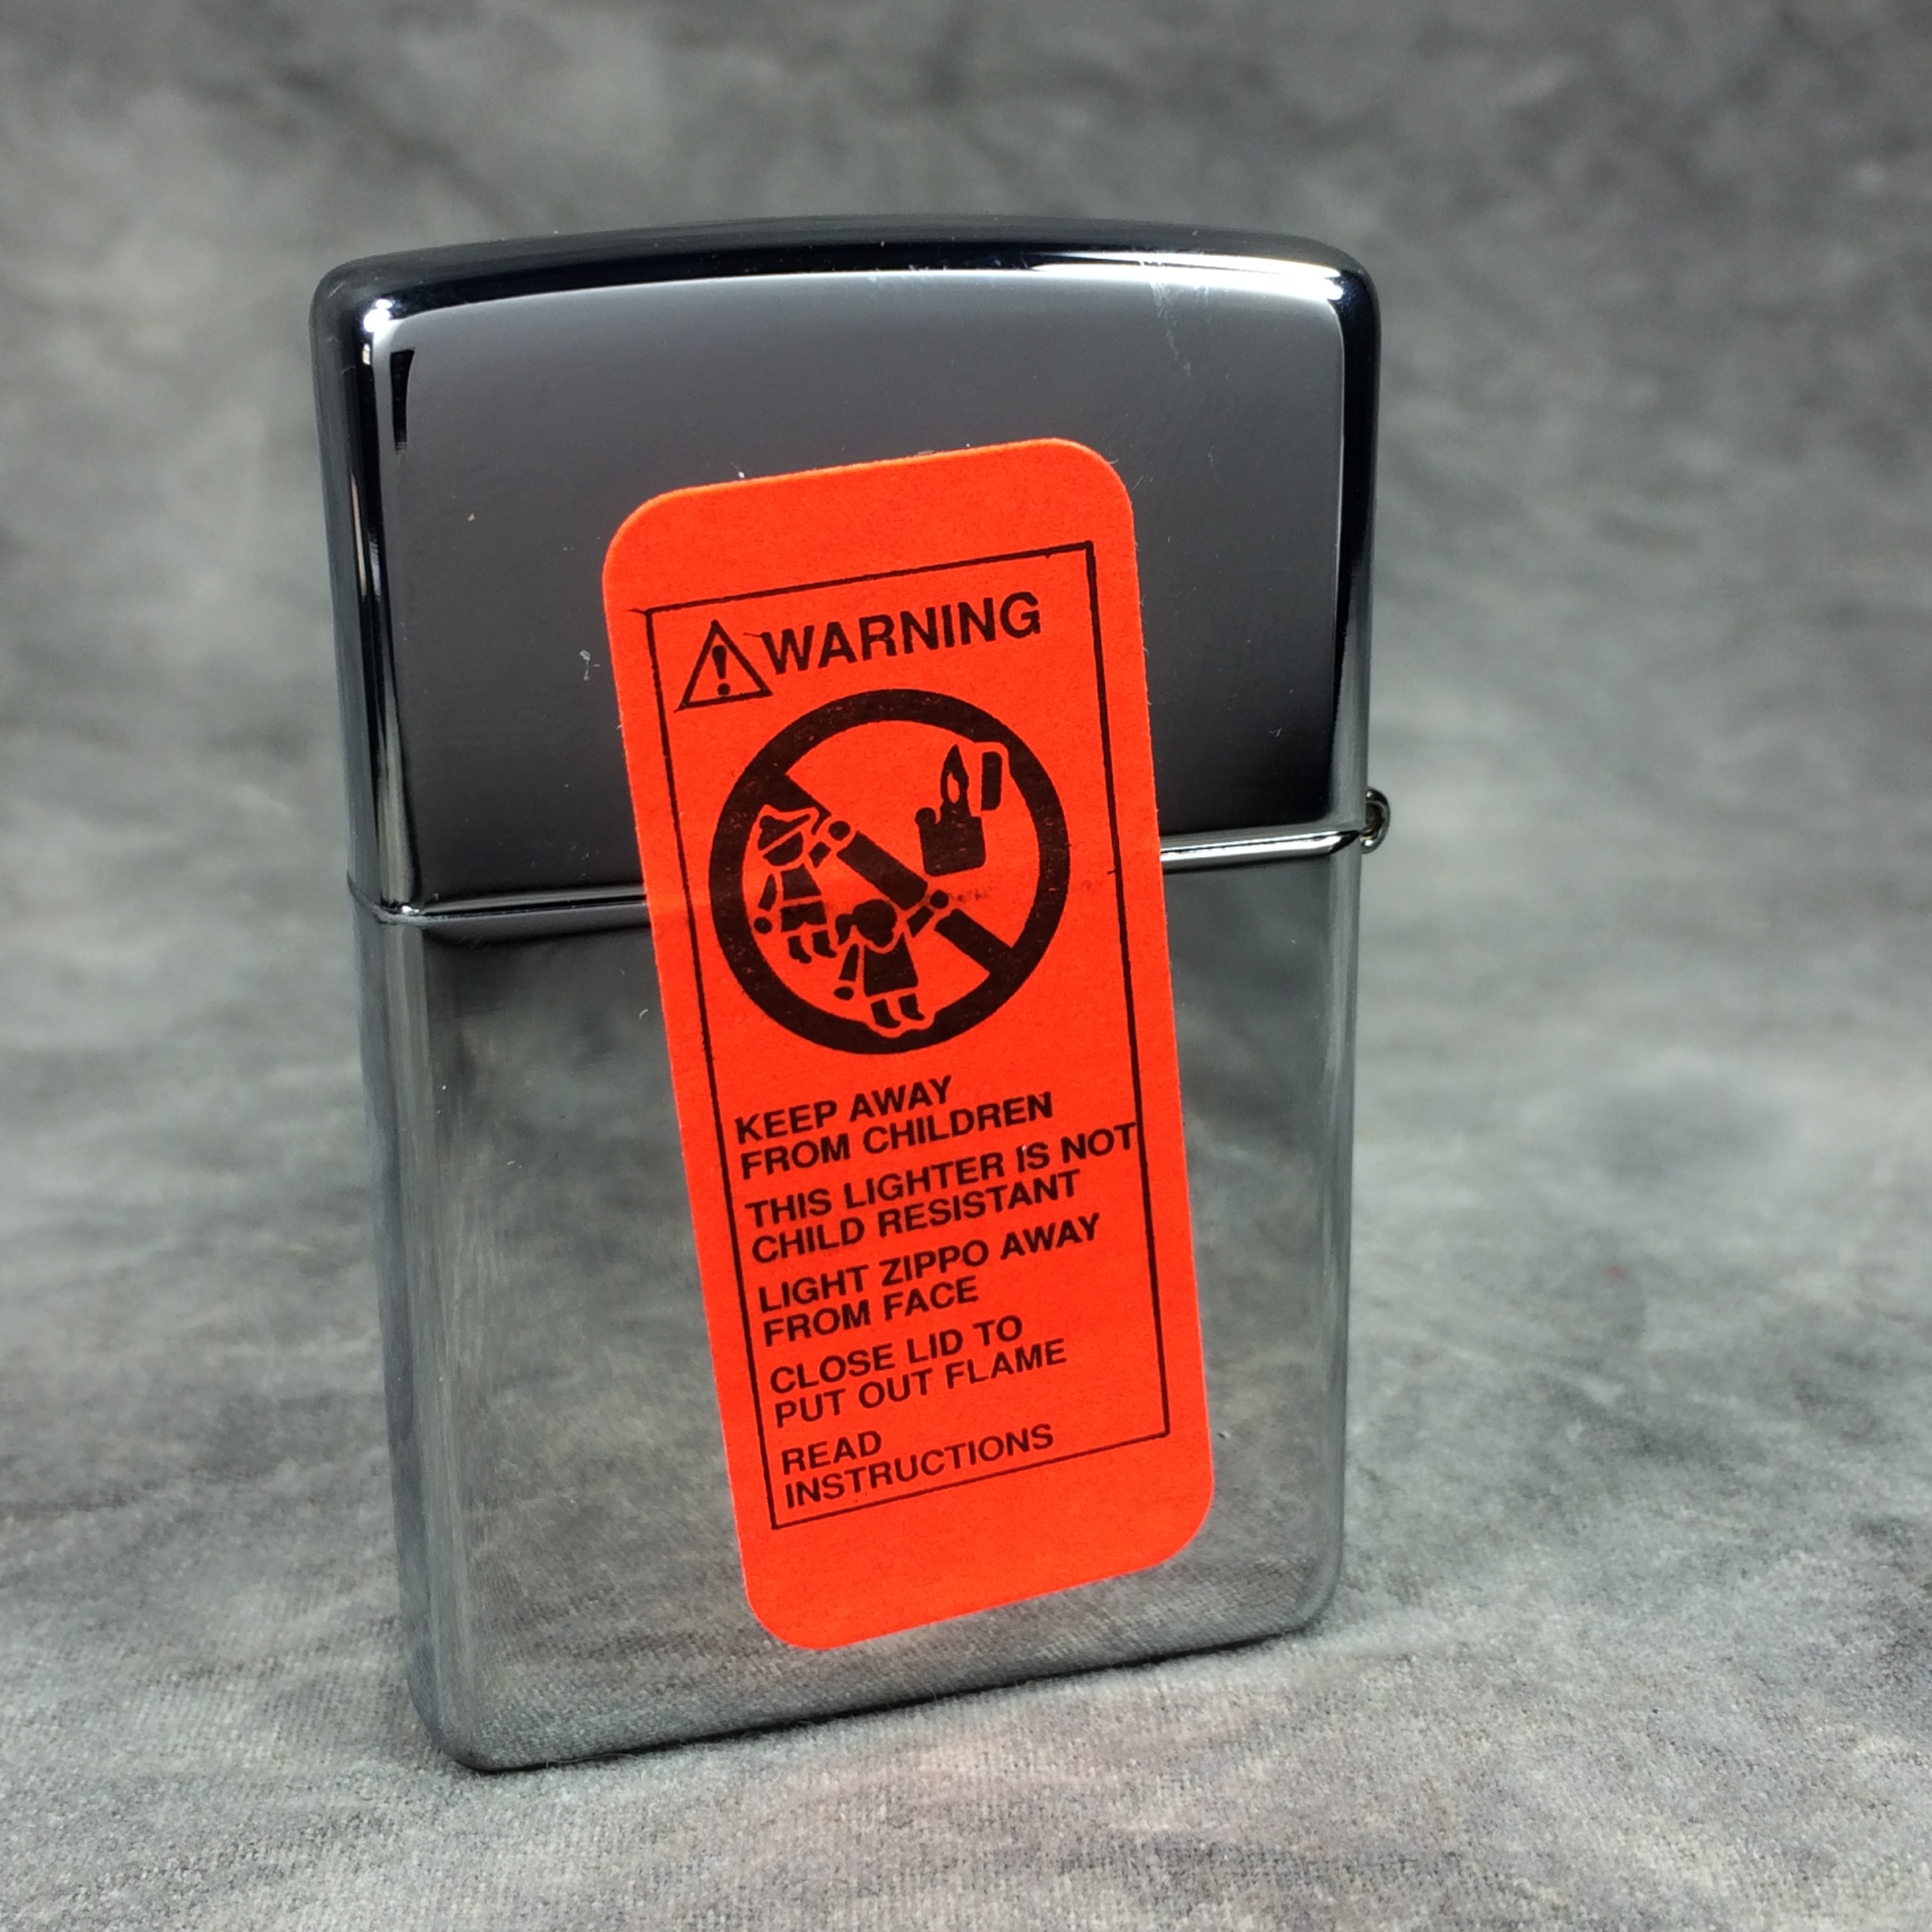 WARNING
KEEP AWAY
FROM CHILDREN
THIS LIGHTER IS NOT
CHILD RESISTANT
LIGHT ZIPPO AWAY
FROM FACE
CLOSE LID TO
PUT OUT FLAME
READ
INSTRUCTIONS